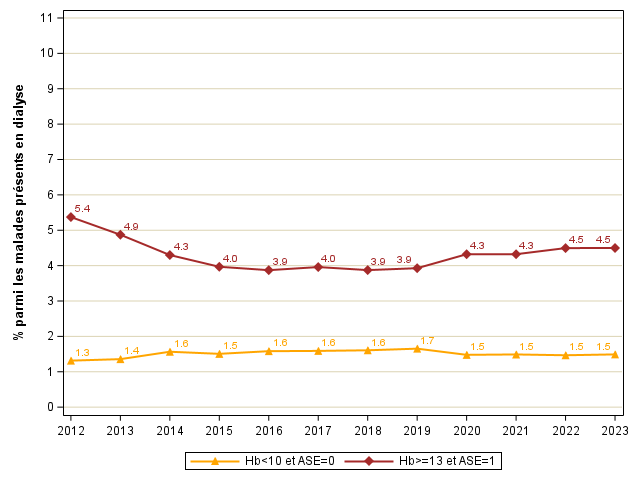 % parmi les malades présents en dialyse
11
10
9
8
7
6
5
4
3
2
1
0
5.4 4.9 4.3 4.0 3.9 4.0 3.9 3.9 4.3 4.3 4.5 4.5
1.3 1.4 1.6 1.5 1.6 1.6 1.6 1.7 1.5 1.5 1.5 1.5
2012 2013 2014 2015 2016 2017 2018 2019 2020 2021 2022 2023
Hb<10 et ASE=0 Hb>=13 et ASE=1